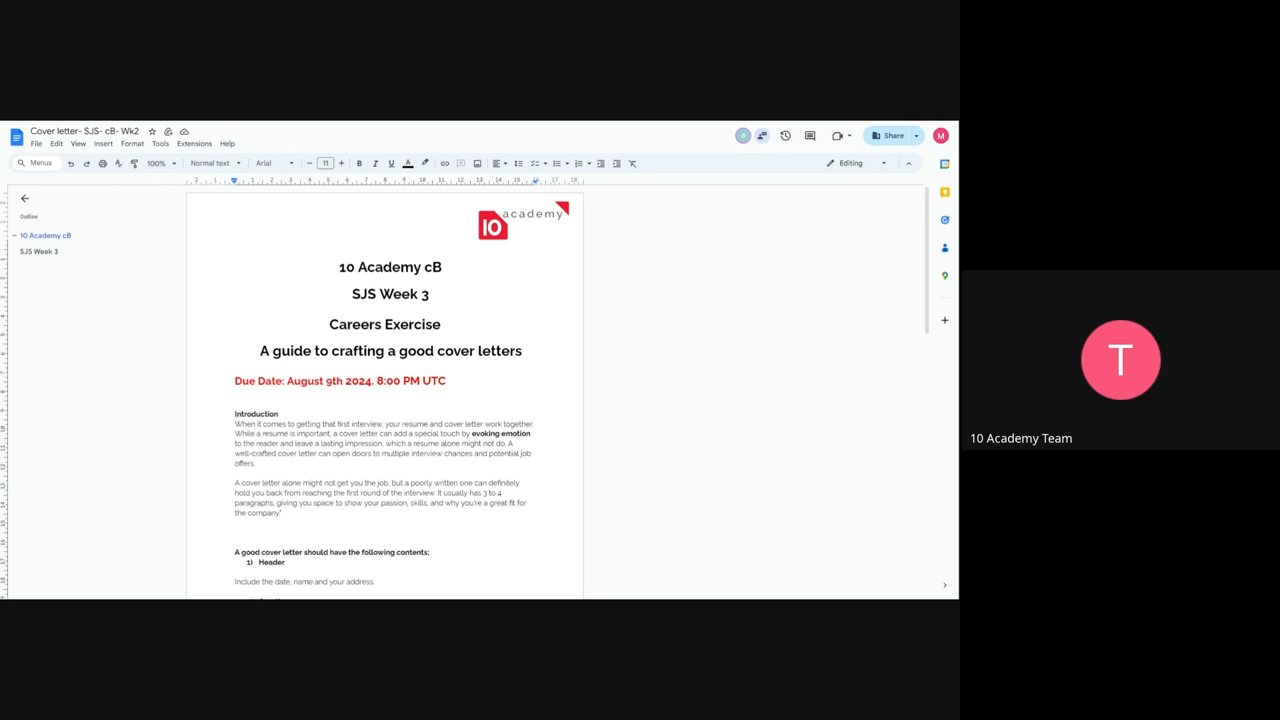 Cover letter- SJS- cB- Wk2
File Edit View Insert Format Tools Extensions Help
Share
M
Menus
100%
Normal text
Arial
11
Editing
Outline
10 Academy cB
SJS Week 3
10 academy
10 Academy cB
SJS Week 3
Careers Exercise
A guide to crafting a good cover letters
Due Date: August 9th 2024, 8:00 PM UTC
Introduction
When it comes to getting that first interview, your resume and cover letter work together.
While a resume is important, a cover letter can add a special touch by evoking emotion
to the reader and leave a lasting impression, which a resume alone might not do. A
well-crafted cover letter can open doors to multiple interview chances and potential job
offers.
A cover letter alone might not get you the job, but a poorly written one can definitely
hold you back from reaching the first round of the interview. It usually has 3 to 4
paragraphs, giving you space to show your passion, skills, and why you're a great fit for
the company."
A good cover letter should have the following contents;
1) Header
Include the date, name and your address.
T
10 Academy Team